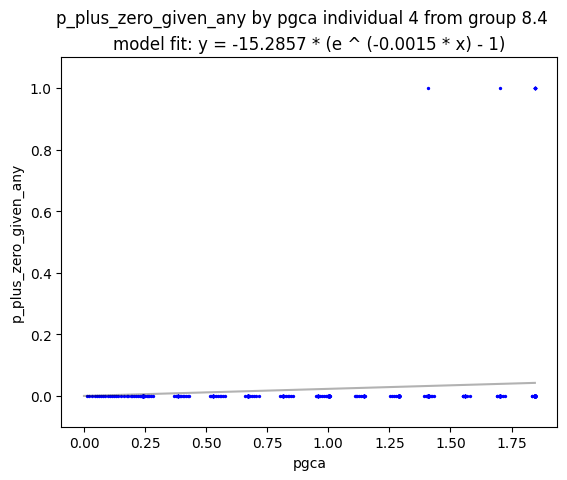 p_plus_zero_given_any by pgca individual 4 from group 8.4
model fit: y = -15.2857 * (e ^ (-0.0015 * x) - 1)
1.0
0.8
0.6
0.4
0.2
0.0
p_plus_zero_given_any
0.00 0.25 0.50 0.75 1.00 1.25 1.50 1.75
pgca